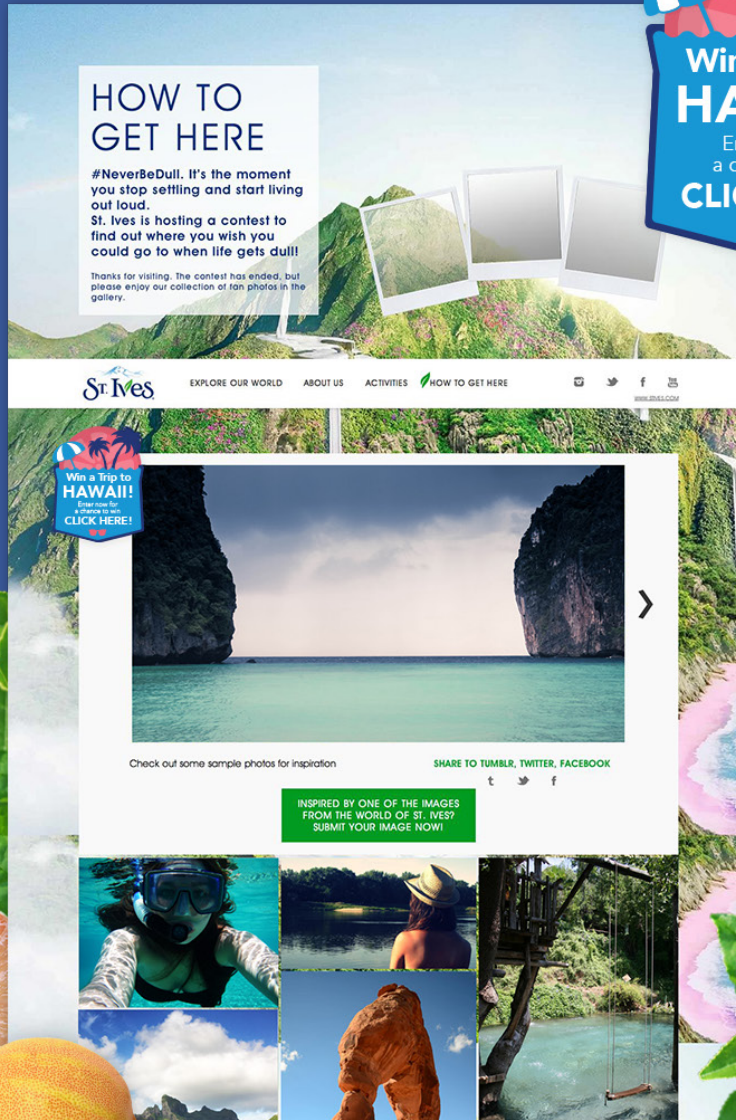 HOW TO
GET HERE
#NeverBeDull. It's the moment
you stop settling and start living
out loud.
St. Ives is hosting a contest to
find out where you wish you
could go to when life gets dull!
Thanks for visiting. The contest has ended, but
please enjoy our collection of fan photos in the
gallery.
St. Ives
EXPLORE OUR WORLD
ABOUT US
ACTIVITIES
HOW TO GET HERE
WWW.STIVES.COM
Win a Trip to
HAWAII!
Enter now for
a chance to win
CLICK HERE!
Check out some sample photos for inspiration
SHARE TO TUMBLR, TWITTER, FACEBOOK
INSPIRED BY ONE OF THE IMAGES
FROM THE WORLD OF ST. IVES?
SUBMIT YOUR IMAGE NOW!